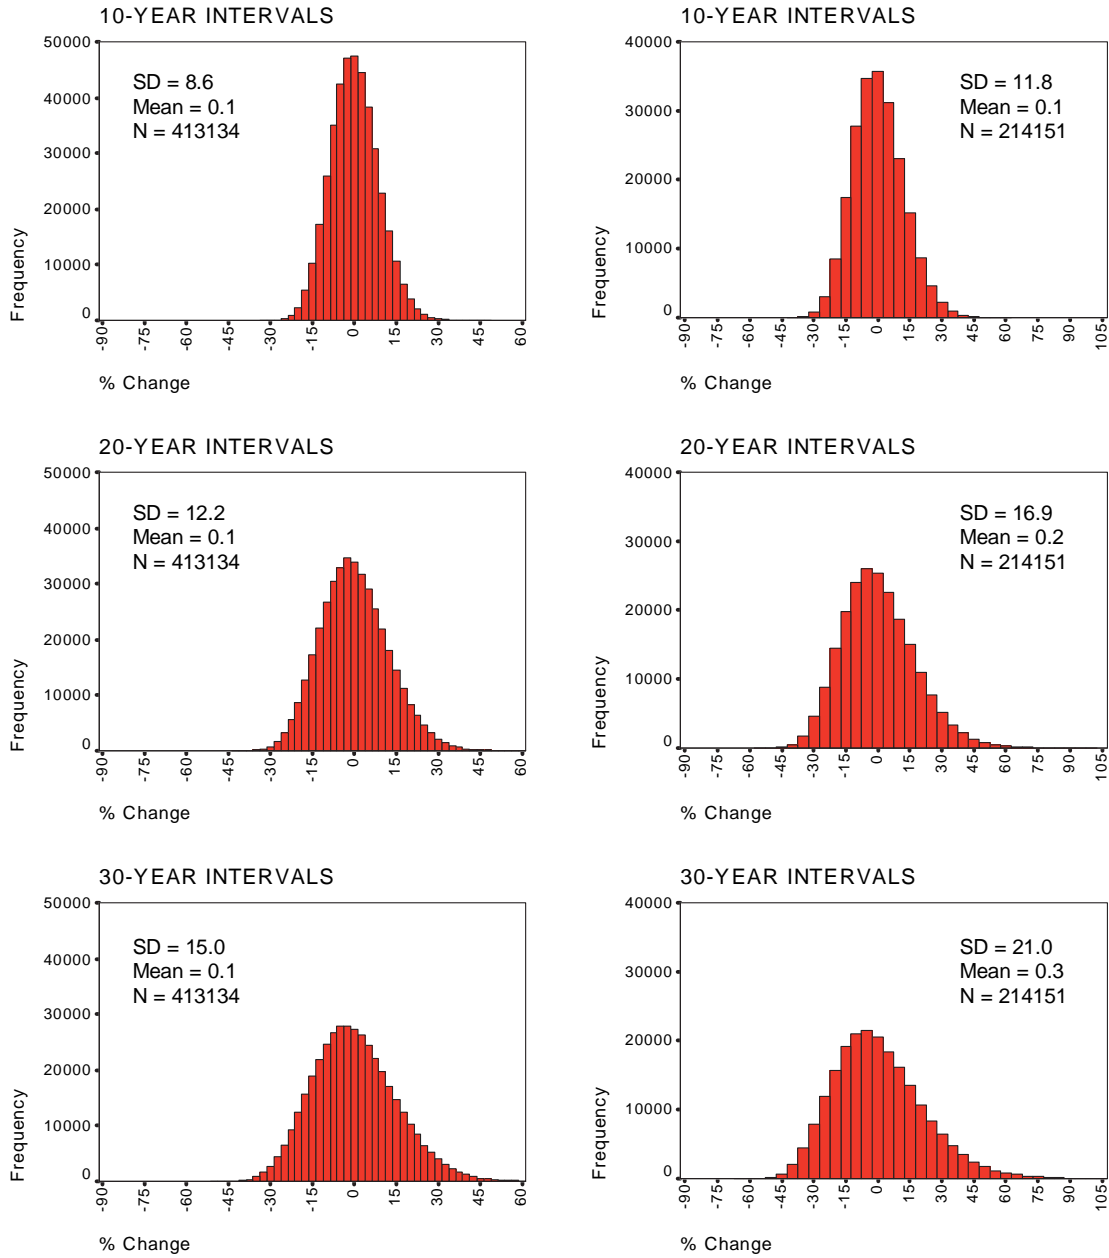 10-YEAR INTERVALS
50000
40000
30000
20000
10000
0
Frequency
SD = 8.6
Mean = 0.1
N = 413134
-90 -75 -60 -45 -30 -15 0 15 30 45 60
% Change
10-YEAR INTERVALS
40000
30000
20000
10000
0
Frequency
SD = 11.8
Mean = 0.1
N = 214151
-90 -75 -60 -45 -30 -15 0 15 30 45 60 75 90 105
% Change
20-YEAR INTERVALS
50000
40000
30000
20000
10000
0
Frequency
SD = 12.2
Mean = 0.1
N = 413134
-90 -75 -60 -45 -30 -15 0 15 30 45 60
% Change
20-YEAR INTERVALS
40000
30000
20000
10000
0
Frequency
SD = 16.9
Mean = 0.2
N = 214151
-90 -75 -60 -45 -30 -15 0 15 30 45 60 75 90 105
% Change
30-YEAR INTERVALS
50000
40000
30000
20000
10000
0
Frequency
SD = 15.0
Mean = 0.1
N = 413134
-90 -75 -60 -45 -30 -15 0 15 30 45 60
% Change
30-YEAR INTERVALS
40000
30000
20000
10000
0
Frequency
SD = 21.0
Mean = 0.3
N = 214151
-90 -75 -60 -45 -30 -15 0 15 30 45 60 75 90 105
% Change